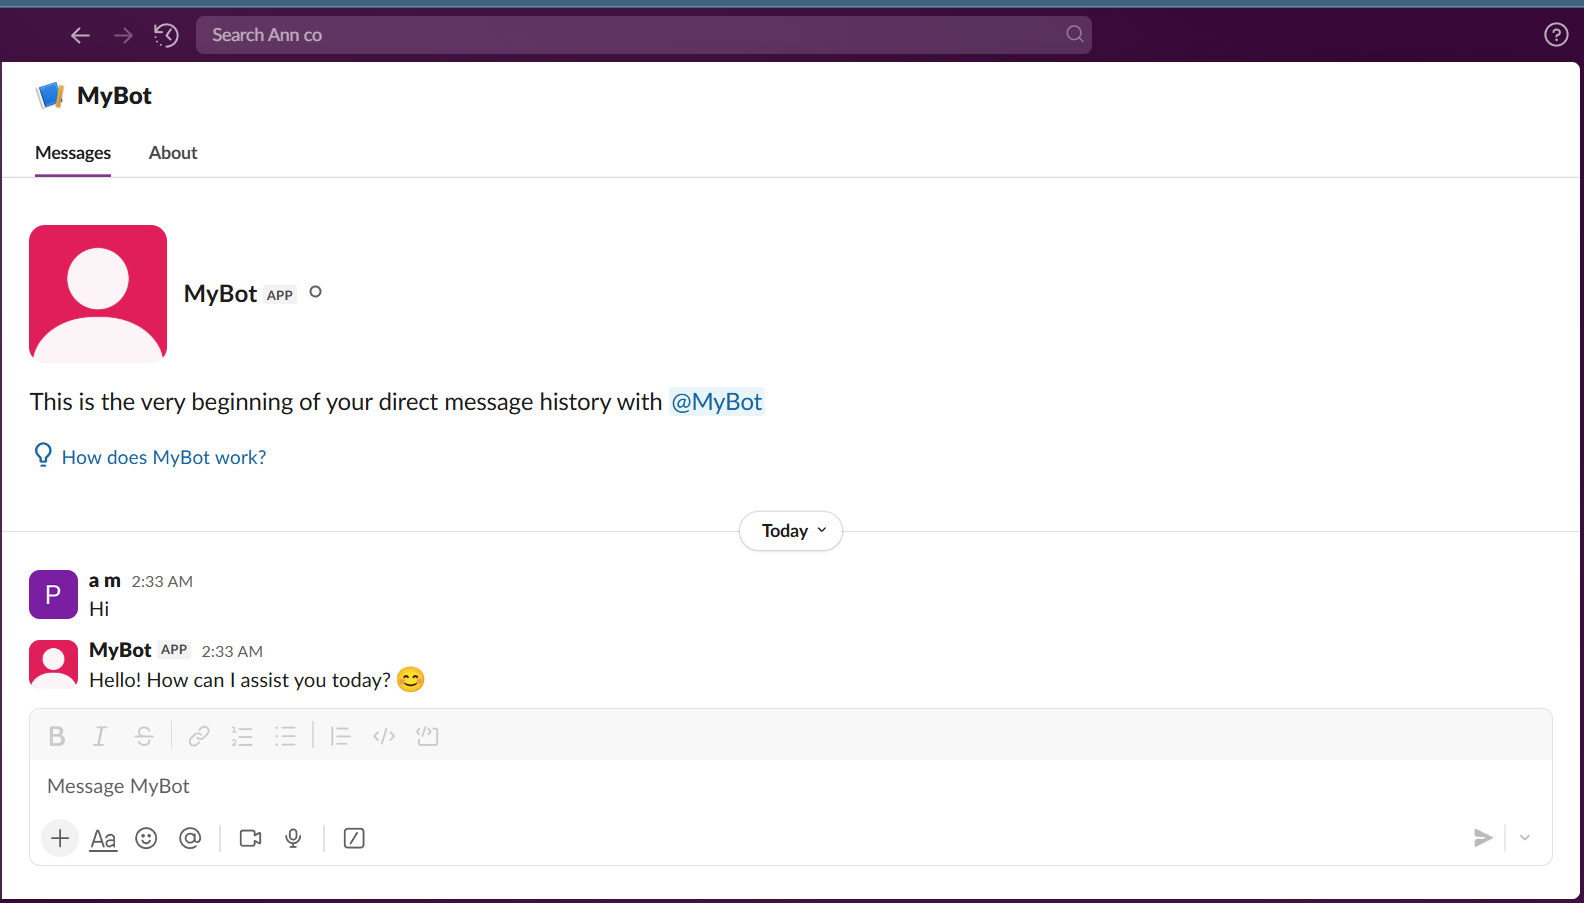 Search Ann co
MyBot
Messages About
MyBot APP
This is the very beginning of your direct message history with @MyBot
How does MyBot work?
Today
P
a m 2:33 AM
Hi
MyBot APP 2:33 AM
Hello! How can I assist you today? 😊
Message MyBot
Aa